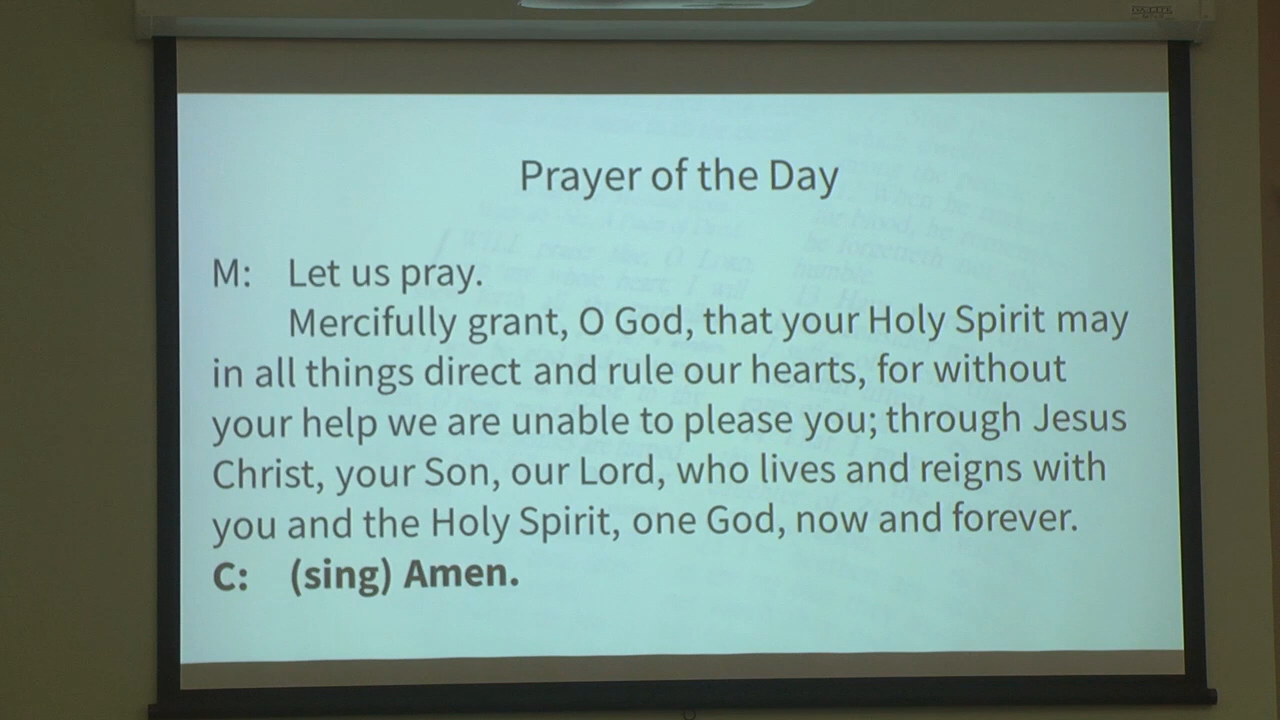 Prayer of the Day
M: Let us pray.
Mercifully grant, O God, that your Holy Spirit may
in all things direct and rule our hearts, for without
your help we are unable to please you; through Jesus
Christ, your Son, our Lord, who lives and reigns with
you and the Holy Spirit, one God, now and forever.
C: (sing) Amen.